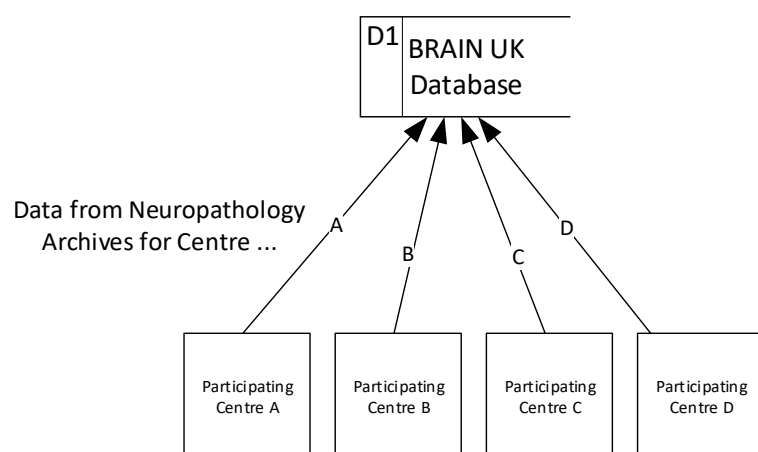 D1
BRAIN UK
Database
Data from Neuropathology
Archives for Centre ...
A
B
C
D
Participating
Centre A
Participating
Centre B
Participating
Centre C
Participating
Centre D